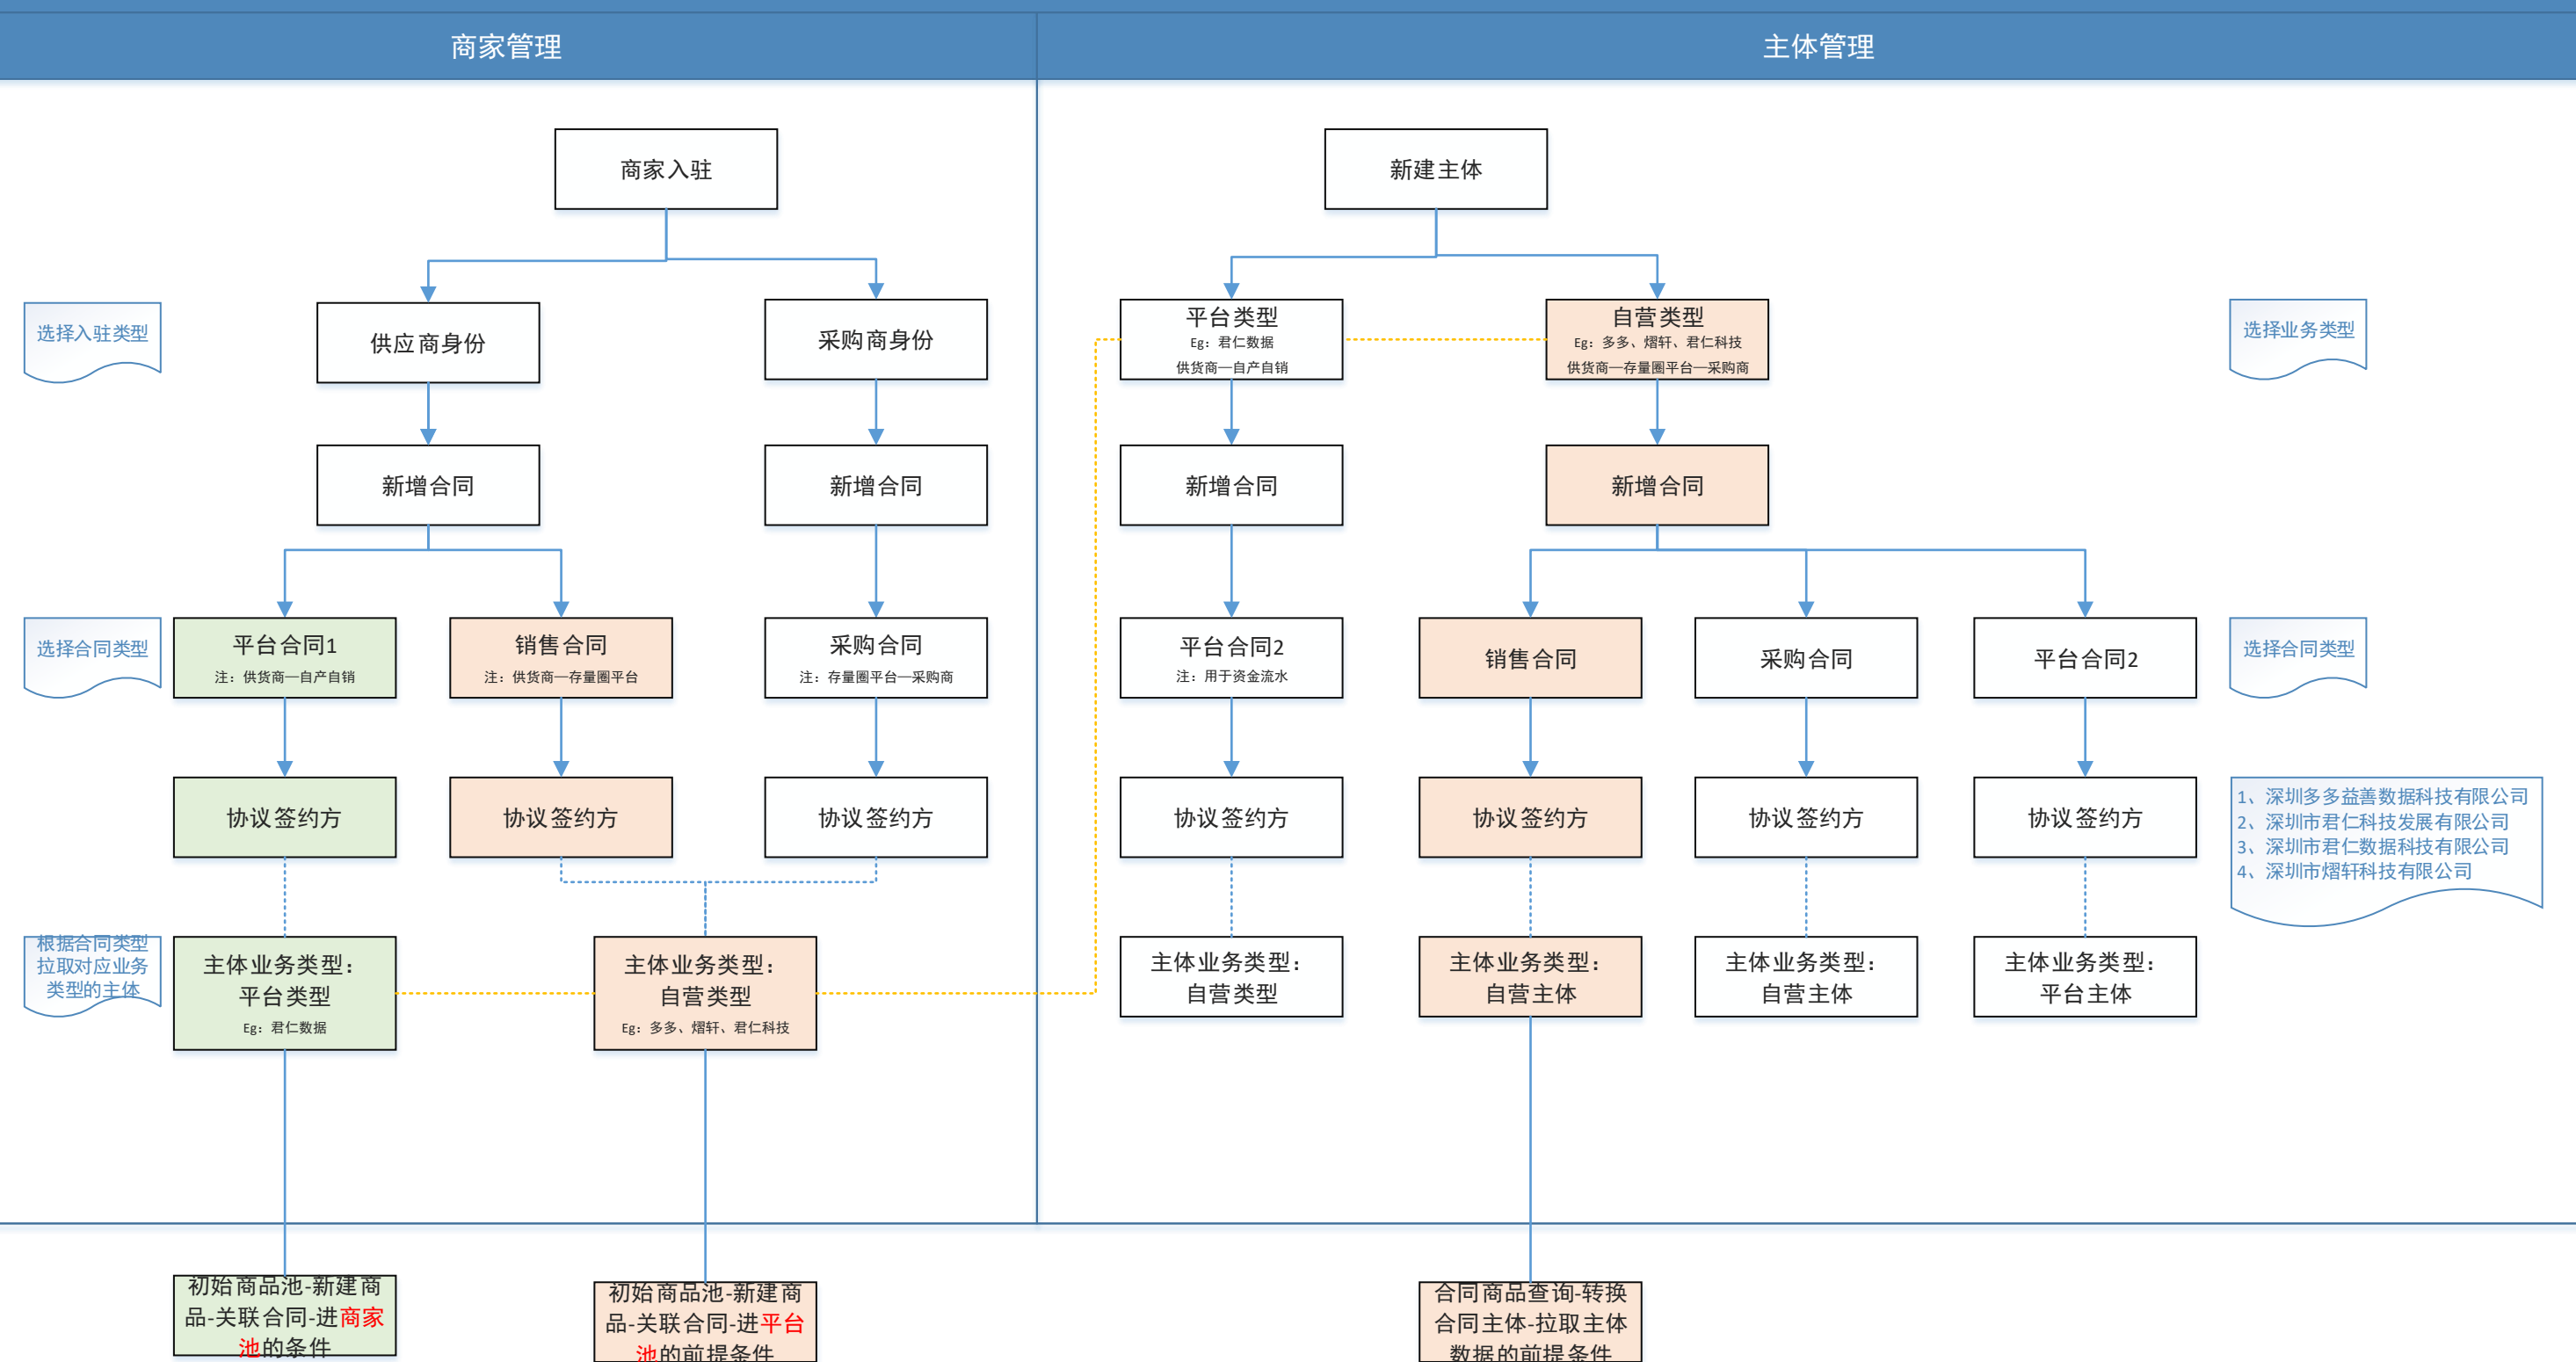 商家管理
主体管理
商家入驻
新建主体
选择入驻类型
供应商身份
采购商身份
平台类型
Eg: 君仁数据
供货商—自产自销
自营类型
Eg: 多多、熠轩、君仁科技
供货商—存量圈平台—采购商
选择业务类型
新增合同
新增合同
新增合同
新增合同
选择合同类型
平台合同1
注: 供货商—自产自销
销售合同
注: 供货商—存量圈平台
采购合同
注: 存量圈平台—采购商
平台合同2
注: 用于资金流水
销售合同
采购合同
平台合同2
选择合同类型
协议签约方
协议签约方
协议签约方
协议签约方
协议签约方
协议签约方
协议签约方
1、深圳多多益善数据科技有限公司
2、深圳市君仁科技发展有限公司
3、深圳市君仁数据科技有限公司
4、深圳市熠轩科技有限公司
根据合同类型
拉取对应业务
类型的主体
主体业务类型:
平台类型
Eg: 君仁数据
主体业务类型:
自营类型
Eg: 多多、熠轩、君仁科技
主体业务类型:
自营类型
主体业务类型:
自营主体
主体业务类型:
自营主体
主体业务类型:
平台主体
初始商品池-新建商
品-关联合同-进商家
池的条件
初始商品池-新建商
品-关联合同-进平台
池的前提条件
合同商品查询-转换
合同主体-拉取主体
数据的前提条件